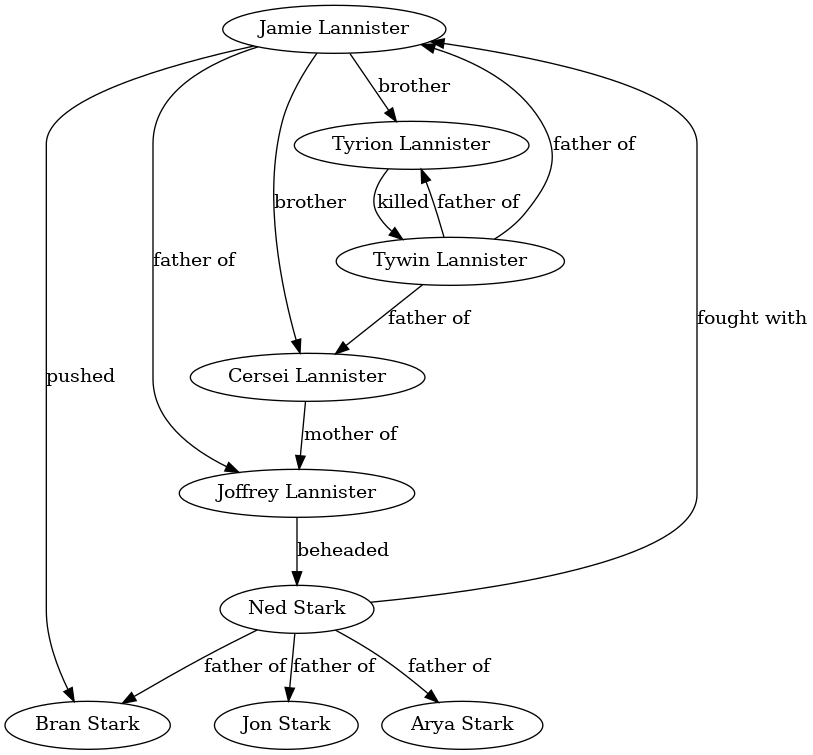 Jamie Lannister
brother
Tyrion Lannister
father of
killed
father of
brother
Tywin Lannister
father of
father of
fought with
pushed
Cersei Lannister
mother of
Joffrey Lannister
beheaded
Ned Stark
father of
father of
father of
Bran Stark
Jon Stark
Arya Stark